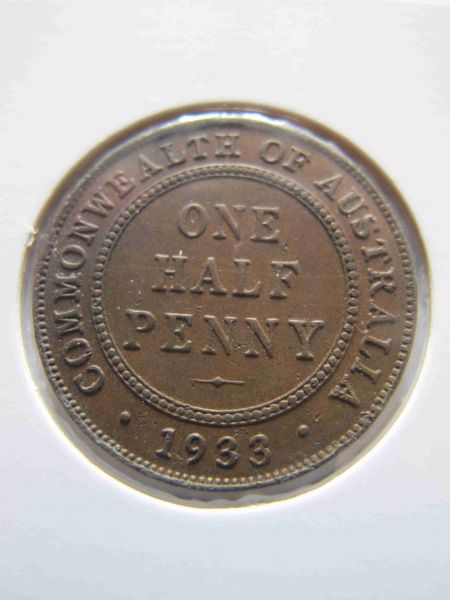 COMMONWEALTH OF AUSTRALIA
ONE
HALF
PENNY
1933